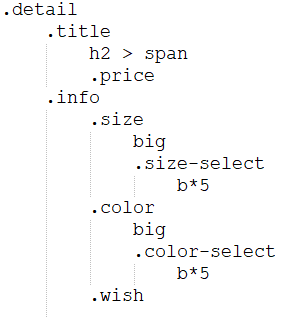 .detail
.title
h2 > span
.price
.info
.size
big
.size-select
b*5
.color
big
.color-select
b*5
.wish